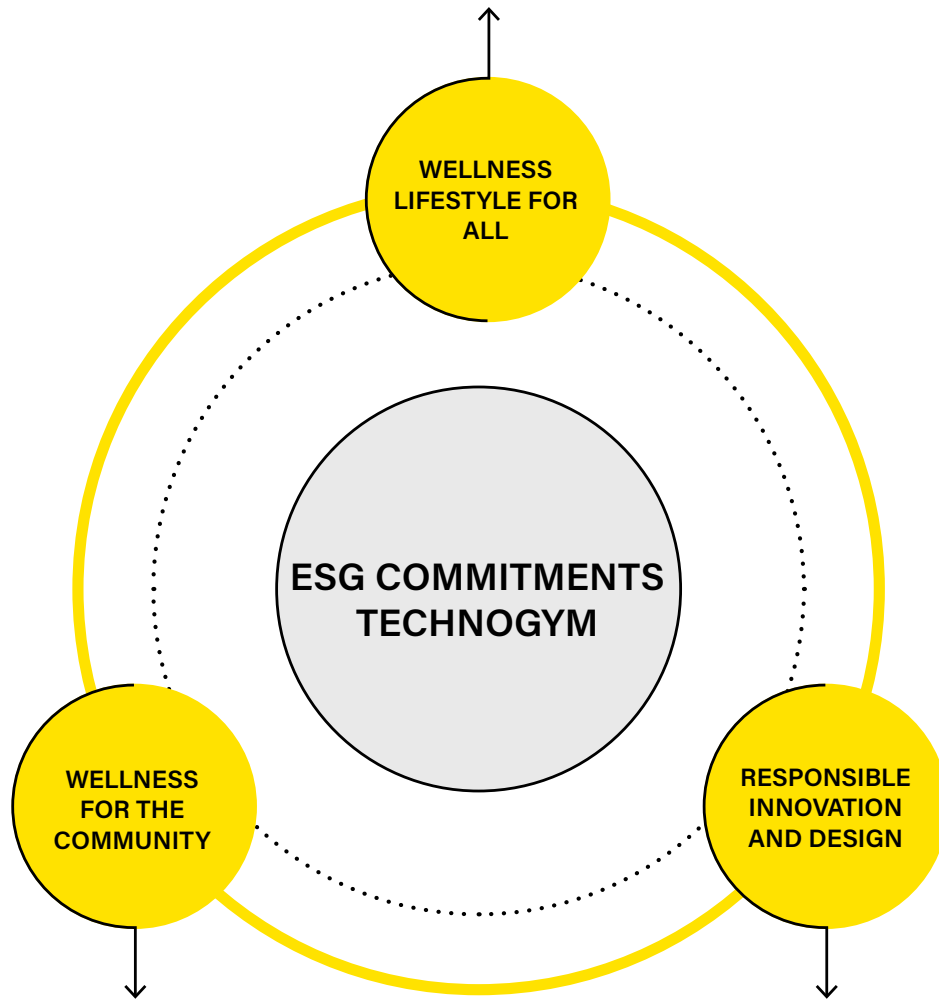 WELLNESS
LIFESTYLE FOR
ALL
ESG COMMITMENTS
TECHNOGYM
WELLNESS
FOR THE
COMMUNITY
RESPONSIBLE
INNOVATION
AND DESIGN